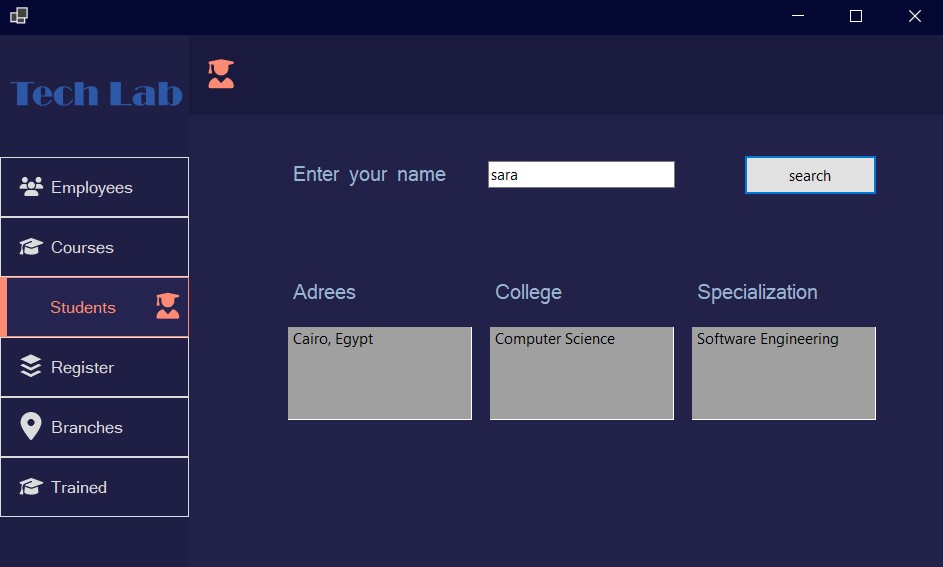 Tech Lab
Employees
Courses
Students
Register
Branches
Trained
Enter your name
sara
search
Adrees
College
Specialization
Cairo, Egypt
Computer Science
Software Engineering